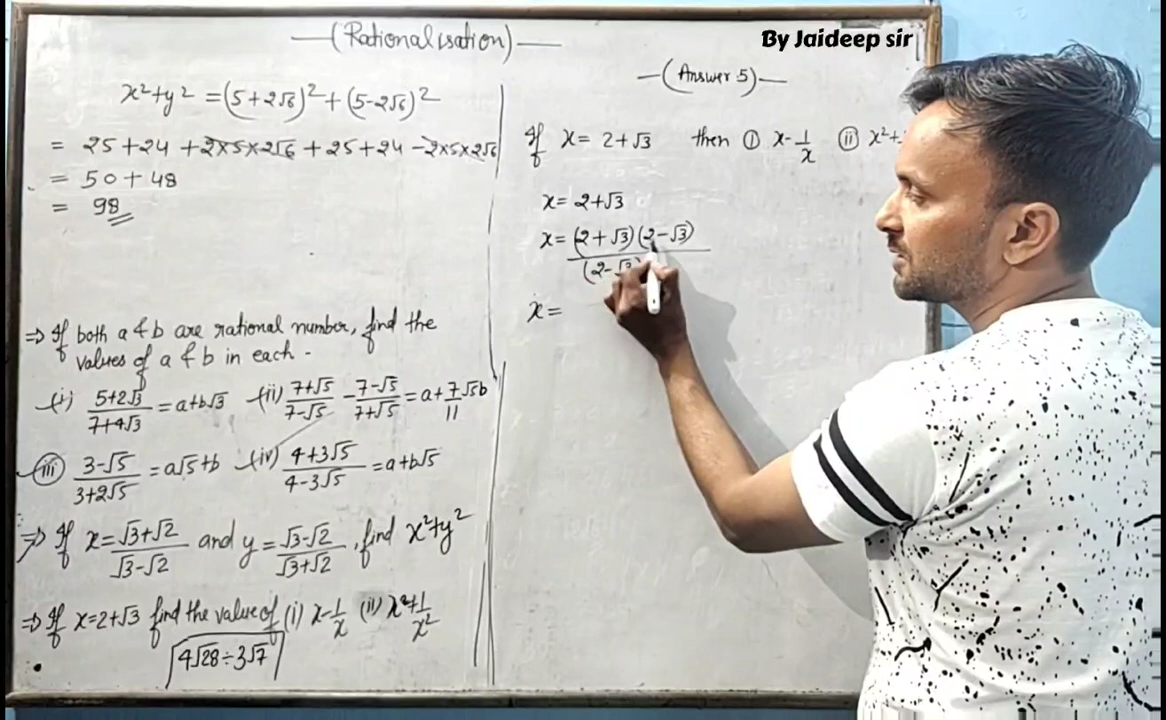 (Rationalisation)
By Jaideep sir
x²+y² = (5+2√6)² + (5-2√6)²
= 25+24 +2×5×2√6 + 25+24 -2×5×2√6
= 50+48
= 98
⇒ If both a & b are rational number, find the
values of a & b in each -
(i) (5+2√3)/(7+4√3) = a+b√3 (ii) (7+√5)/(7-√5) - (7-√5)/(7+√5) = a+7/11 √5b
(iii) (3-√5)/(3+2√5) = a√5+b (iv) (4+3√5)/(4-3√5) = a+b√5
⇒ If x = (√3+√2)/(√3-√2) and y = (√3-√2)/(√3+√2), find x²+y²
⇒ If x=2+√3 find the value of (i) x-1/x (ii) x²+1/x²
4√28÷3√7
(Answer 5)
If x = 2+√3 then (i) x-1/x (ii) x²+
x = 2+√3
x = (2+√3)(2-√3)
(2-√3)
x =